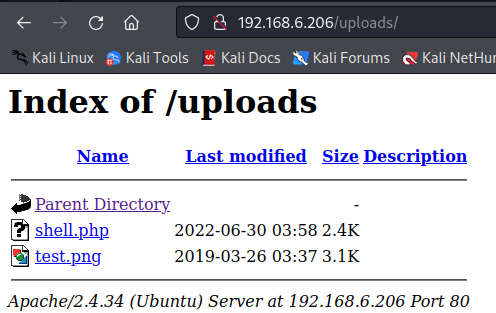 192.168.6.206/uploads/
Kali Linux Kali Tools Kali Docs Kali Forums Kali NetHun
Index of /uploads
Name Last modified Size Description
Parent Directory -
shell.php 2022-06-30 03:58 2.4K
test.png 2019-03-26 03:37 3.1K
Apache/2.4.34 (Ubuntu) Server at 192.168.6.206 Port 80